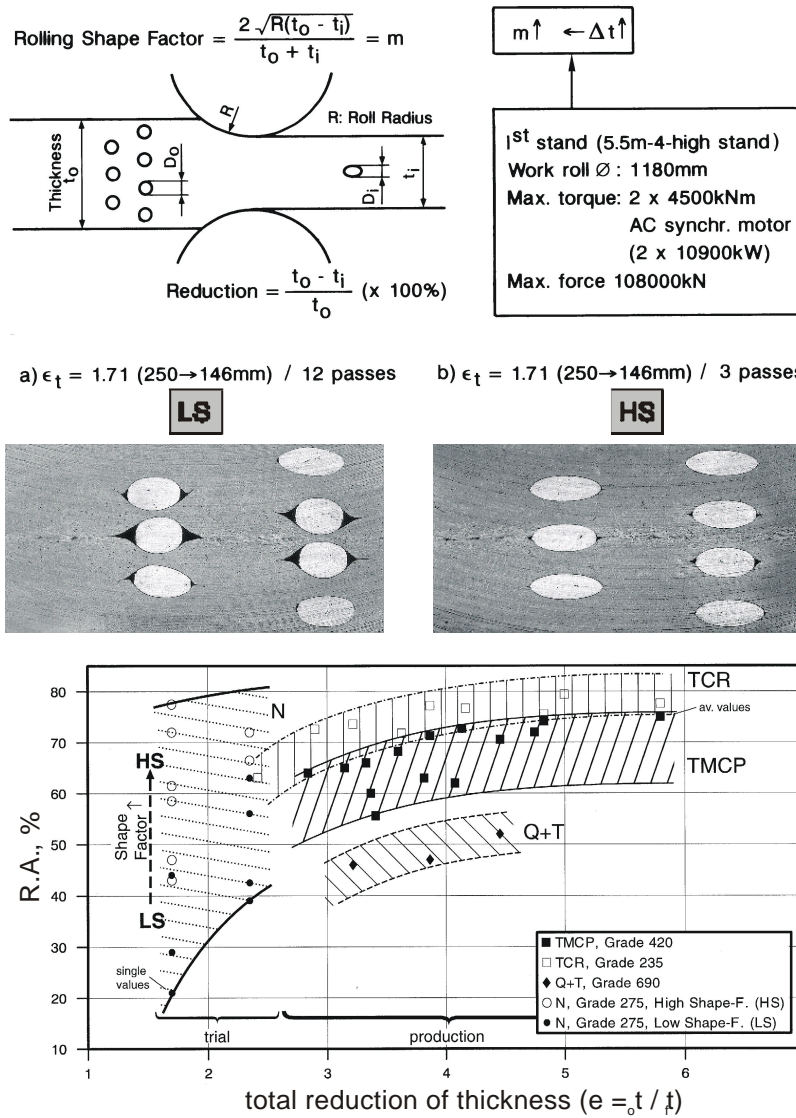 Rolling Shape Factor = 2 √R(to - ti) / to + ti = m
m↑ ← Δt↑
R
R: Roll Radius
Thickness
to
Do
Di
ti
Reduction = to - ti / to (x 100%)
Ist stand (5.5m-4-high stand)
Work roll Ø : 1180mm
Max. torque: 2 x 4500kNm
AC synchr. motor
(2 x 10900kW)
Max. force 108000kN
a) ϵt = 1.71 (250→146mm) / 12 passes
b) ϵt = 1.71 (250→146mm) / 3 passes
LS
HS
R.A., %
80
70
60
50
40
30
20
10
N
TCR
av. values
TMCP
Q+T
HS
Shape
Factor →
LS
single
values
trial
production
■ TMCP, Grade 420
□ TCR, Grade 235
◆ Q+T, Grade 690
○ N, Grade 275, High Shape-F. (HS)
● N, Grade 275, Low Shape-F. (LS)
1
2
3
4
5
6
total reduction of thickness (e = ot / it)